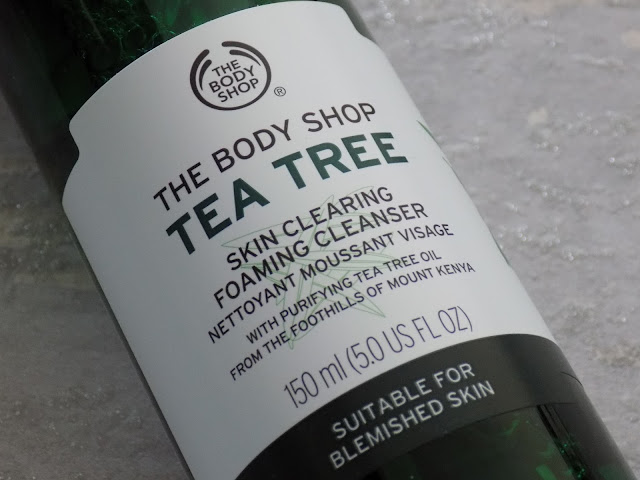 THE
BODY
SHOP
®
THE BODY SHOP
TEA TREE
SKIN CLEARING
FOAMING CLEANSER
NETTOYANT MOUSSANT VISAGE
WITH PURIFYING TEA TREE OIL
FROM THE FOOTHILLS OF MOUNT KENYA
150 ml (5.0 US FL OZ)
SUITABLE FOR
BLEMISHED SKIN